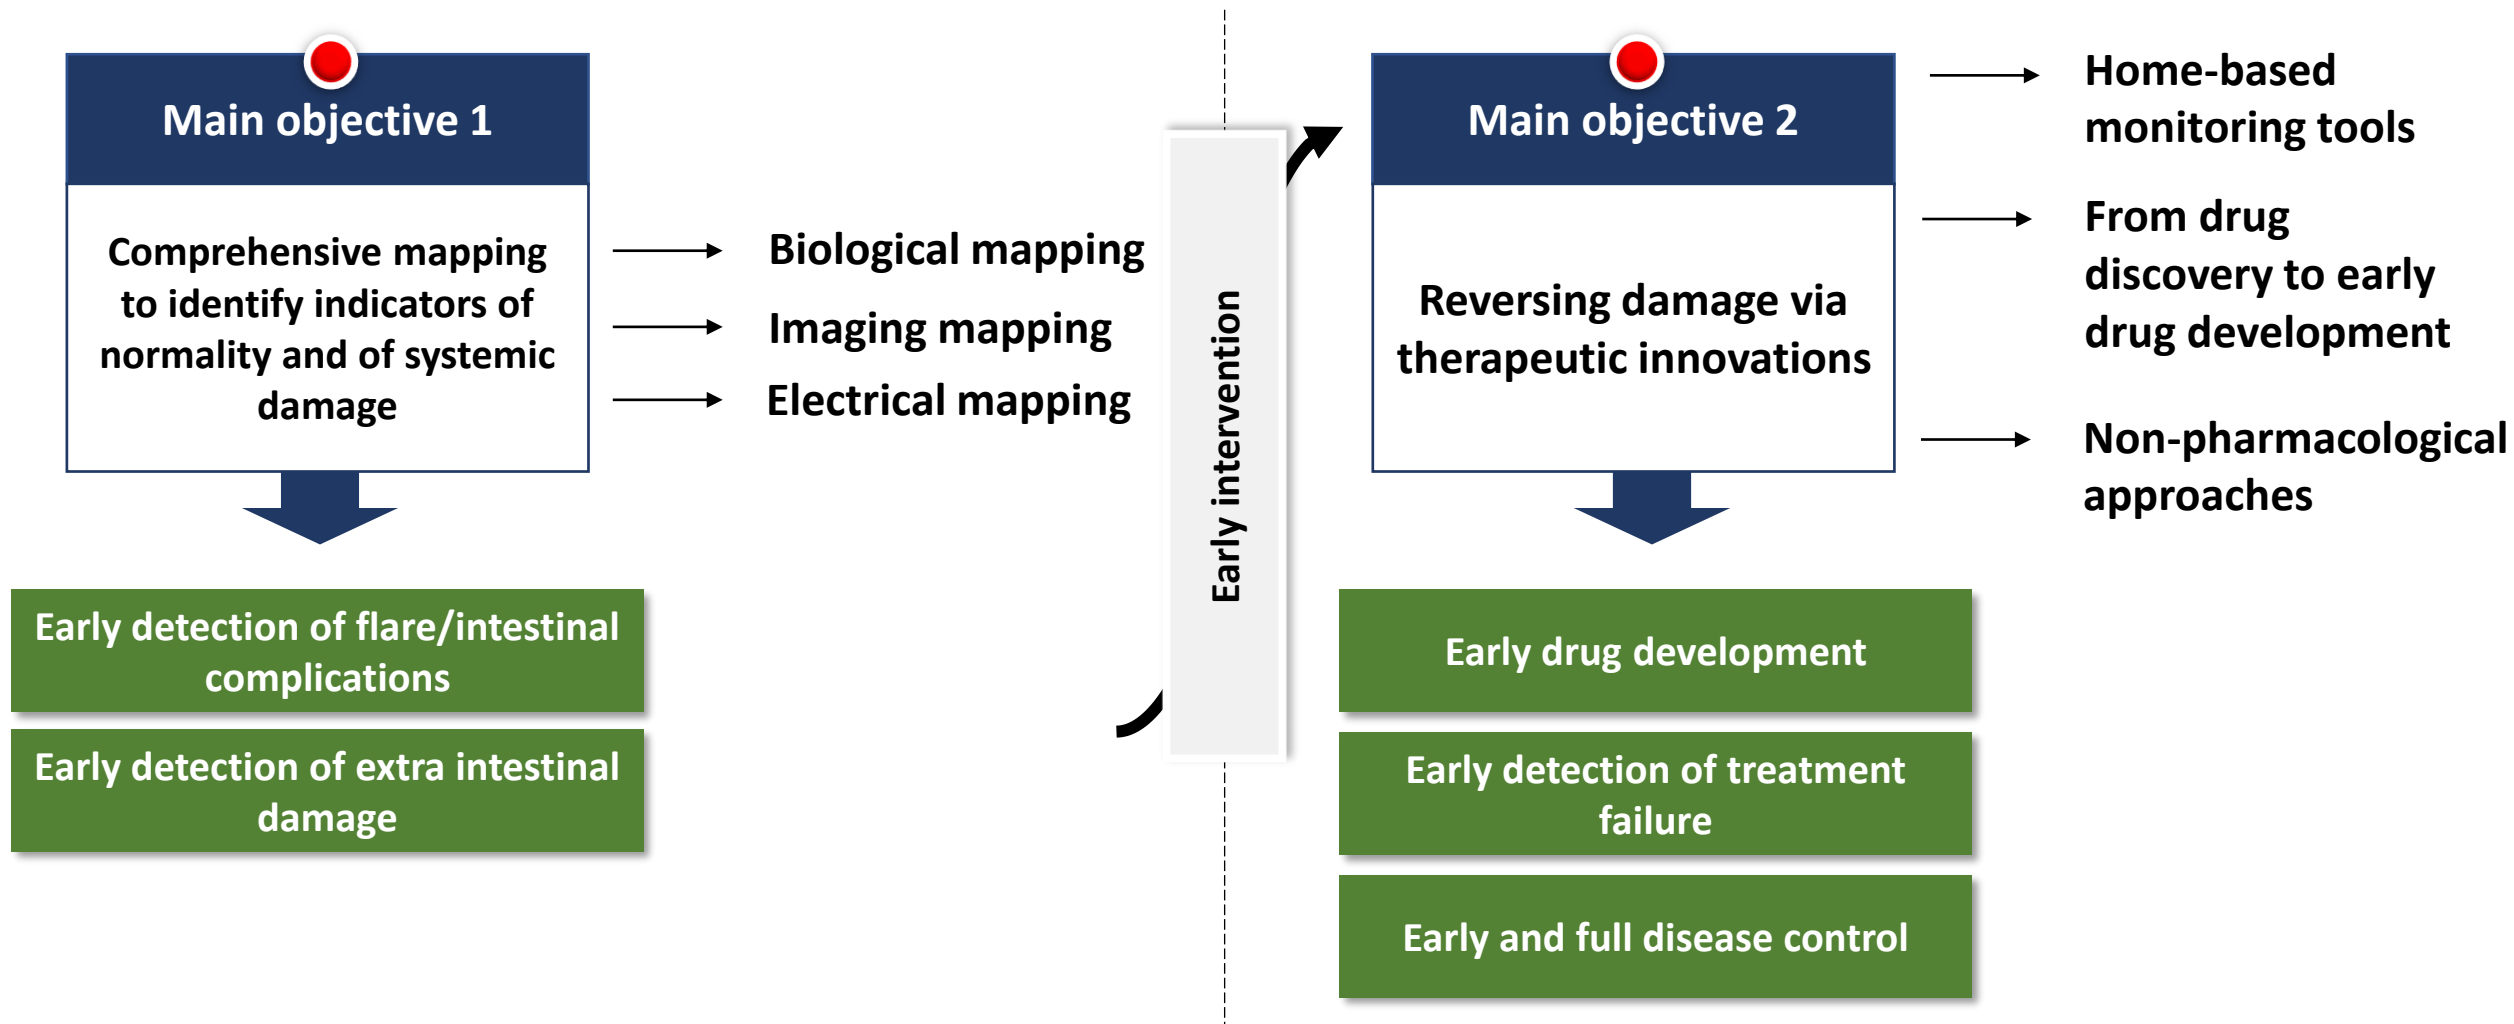 Main objective 1
Comprehensive mapping
to identify indicators of
normality and of systemic
damage
Biological mapping
Imaging mapping
Electrical mapping
Early detection of flare/intestinal
complications
Early detection of extra intestinal
damage
Early intervention
Main objective 2
Reversing damage via
therapeutic innovations
Home-based
monitoring tools
From drug
discovery to early
drug development
Non-pharmacological
approaches
Early drug development
Early detection of treatment
failure
Early and full disease control